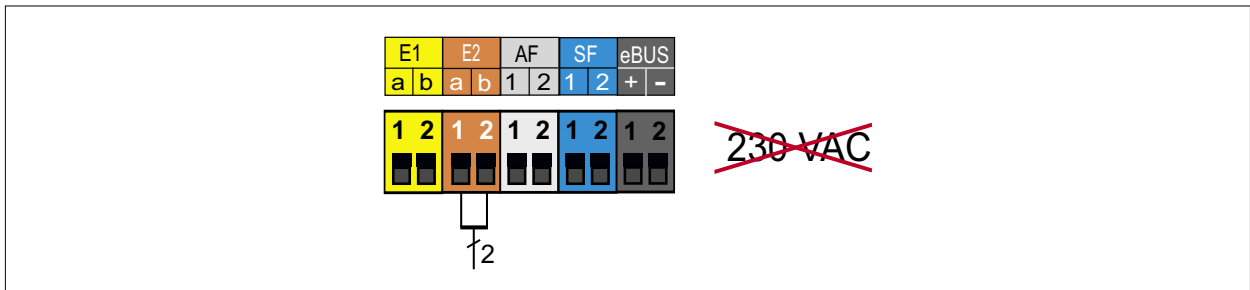 E1 E2 AF SF eBUS
a b a b 1 2 1 2 + -
1 2 1 2 1 2 1 2 1 2
230 VAC
2